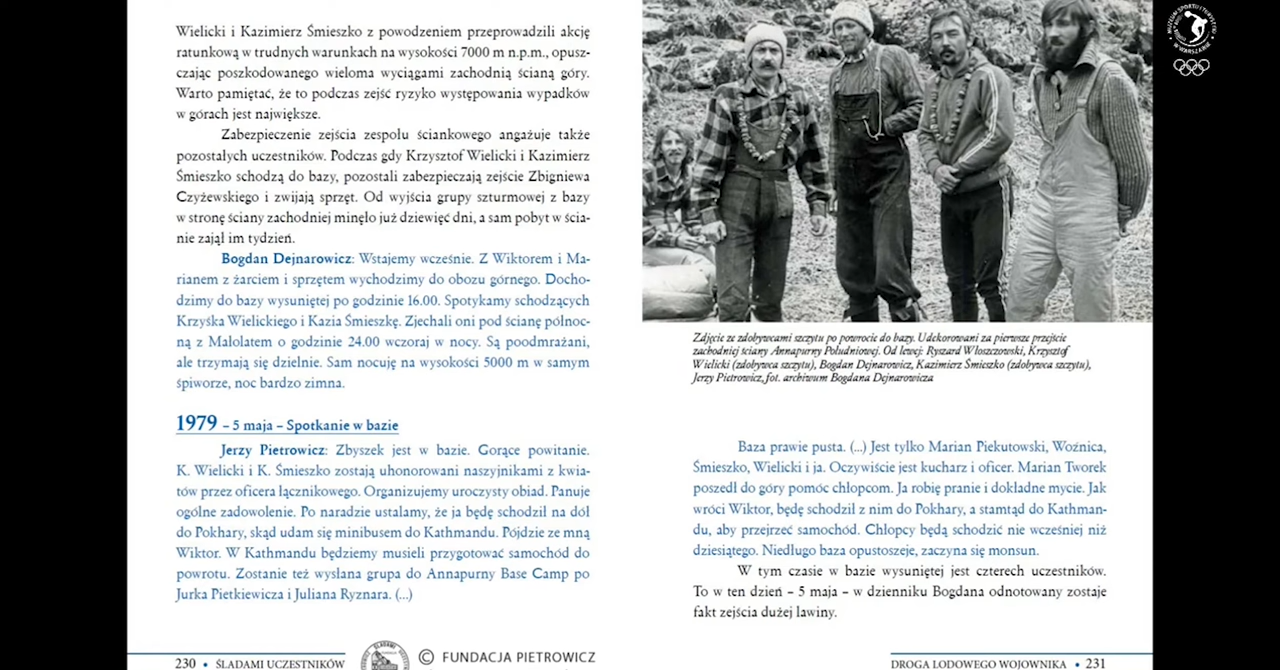 Wielicki i Kazimierz Śmieszko z powodzeniem przeprowadzili akcję
ratunkową w trudnych warunkach na wysokości 7000 m n.p.m., opusz-
czając poszkodowanego wieloma wyciągami zachodnią ścianą góry.
Warto pamiętać, że to podczas zejść ryzyko występowania wypadków
w górach jest największe.
Zabezpieczenie zejścia zespołu ściankowego angażuje także
pozostałych uczestników. Podczas gdy Krzysztof Wielicki i Kazimierz
Śmieszko schodzą do bazy, pozostali zabezpieczają zejście Zbigniewa
Czyżewskiego i zwijają sprzęt. Od wyjścia grupy szturmowej z bazy
w stronę ściany zachodniej minęło już dziewięć dni, a sam pobyt w ścia-
nie zajął im tydzień.
Bogdan Dejnarowicz: Wstajemy wcześnie. Z Wiktorem i Ma-
rianem z żarciem i sprzętem wychodzimy do obozu górnego. Docho-
dzimy do bazy wysuniętej po godzinie 16.00. Spotykamy schodzących
Krzyśka Wielickiego i Kazia Śmieszkę. Zjechali oni pod ścianę północ-
ną z Małolatem o godzinie 24.00 wczoraj w nocy. Są poodmrażani,
ale trzymają się dzielnie. Sam nocuję na wysokości 5000 m w samym
śpiworze, noc bardzo zimna.
1979 – 5 maja – Spotkanie w bazie
Jerzy Pietrowicz: Zbyszek jest w bazie. Gorące powitanie.
K. Wielicki i K. Śmieszko zostają uhonorowani naszyjnikami z kwia-
tów przez oficera łącznikowego. Organizujemy uroczysty obiad. Panuje
ogólne zadowolenie. Po naradzie ustalamy, że ja będę schodził na dół
do Pokhary, skąd udam się minibusem do Kathmandu. Pójdzie ze mną
Wiktor. W Kathmandu będziemy musieli przygotować samochód do
powrotu. Zostanie też wysłana grupa do Annapurny Base Camp po
Jurka Pietkiewicza i Juliana Ryznara. (...)
230 • ŚLADAMI UCZESTNIKÓW
© FUNDACJA PIETROWICZ
Zdjęcie ze zdobywcami szczytu po powrocie do bazy. Udekorowani za pierwsze przejście
zachodniej ściany Annapurny Południowej. Od lewej: Ryszard Włoszczowski, Krzysztof
Wielicki (zdobywca szczytu), Bogdan Dejnarowicz, Kazimierz Śmieszko (zdobywca szczytu),
Jerzy Pietrowicz, fot. archiwum Bogdana Dejnarowicza
Baza prawie pusta. (...) Jest tylko Marian Piekutowski, Woźnica,
Śmieszko, Wielicki i ja. Oczywiście jest kucharz i oficer. Marian Tworek
poszedł do góry pomóc chłopcom. Ja robię pranie i dokładne mycie. Jak
wróci Wiktor, będę schodził z nim do Pokhary, a stamtąd do Kathman-
du, aby przejrzeć samochód. Chłopcy będą schodzić nie wcześniej niż
dziesiątego. Niedługo baza opustoszeje, zaczyna się monsun.
W tym czasie w bazie wysuniętej jest czterech uczestników.
To w ten dzień – 5 maja – w dzienniku Bogdana odnotowany zostaje
fakt zejścia dużej lawiny.
DROGA LODOWEGO WOJOWNIKA • 231
MUZEUM SPORTU I TURYSTYKI
W WARSZAWIE